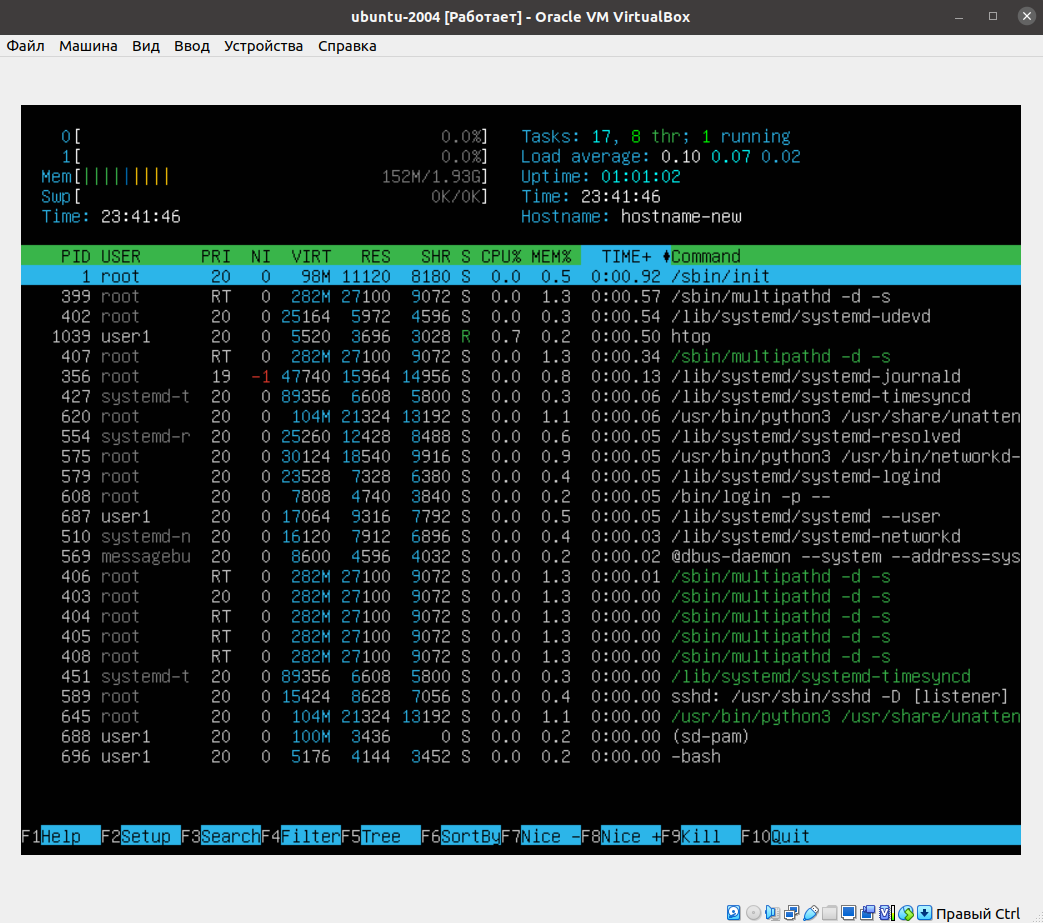 ubuntu-2004 [Работает] - Oracle VM VirtualBox
Файл Машина Вид Ввод Устройства Справка
0[ 0.0%] Tasks: 17, 8 thr; 1 running
1[ 0.0%] Load average: 0.10 0.07 0.02
Mem[||||||||| 152M/1.93G] Uptime: 01:01:02
Swp[ 0K/0K] Time: 23:41:46
Time: 23:41:46 Hostname: hostname-new
PID USER PRI NI VIRT RES SHR S CPU% MEM% TIME+ ♦Command
1 root 20 0 98M 11120 8180 S 0.0 0.5 0:00.92 /sbin/init
399 root RT 0 282M 27100 9072 S 0.0 1.3 0:00.57 /sbin/multipathd -d -s
402 root 20 0 25164 5972 4596 S 0.0 0.3 0:00.54 /lib/systemd/systemd-udevd
1039 user1 20 0 5520 3696 3028 R 0.7 0.2 0:00.50 htop
407 root RT 0 282M 27100 9072 S 0.0 1.3 0:00.34 /sbin/multipathd -d -s
356 root 19 -1 47740 15964 14956 S 0.0 0.8 0:00.13 /lib/systemd/systemd-journald
427 systemd-t 20 0 89356 6608 5800 S 0.0 0.3 0:00.06 /lib/systemd/systemd-timesyncd
620 root 20 0 104M 21324 13192 S 0.0 1.1 0:00.06 /usr/bin/python3 /usr/share/unatten
554 systemd-r 20 0 25260 12428 8488 S 0.0 0.6 0:00.05 /lib/systemd/systemd-resolved
575 root 20 0 30124 18540 9916 S 0.0 0.9 0:00.05 /usr/bin/python3 /usr/bin/networkd-
579 root 20 0 23528 7328 6380 S 0.0 0.4 0:00.05 /lib/systemd/systemd-logind
608 root 20 0 7808 4740 3840 S 0.0 0.2 0:00.05 /bin/login -p --
687 user1 20 0 17064 9316 7792 S 0.0 0.5 0:00.05 /lib/systemd/systemd --user
510 systemd-n 20 0 16120 7912 6896 S 0.0 0.4 0:00.03 /lib/systemd/systemd-networkd
569 messagebu 20 0 8600 4596 4032 S 0.0 0.2 0:00.02 @dbus-daemon --system --address=sys
406 root RT 0 282M 27100 9072 S 0.0 1.3 0:00.01 /sbin/multipathd -d -s
403 root 20 0 282M 27100 9072 S 0.0 1.3 0:00.00 /sbin/multipathd -d -s
404 root RT 0 282M 27100 9072 S 0.0 1.3 0:00.00 /sbin/multipathd -d -s
405 root RT 0 282M 27100 9072 S 0.0 1.3 0:00.00 /sbin/multipathd -d -s
408 root RT 0 282M 27100 9072 S 0.0 1.3 0:00.00 /sbin/multipathd -d -s
451 systemd-t 20 0 89356 6608 5800 S 0.0 0.3 0:00.00 /lib/systemd/systemd-timesyncd
589 root 20 0 15424 8628 7056 S 0.0 0.4 0:00.00 sshd: /usr/sbin/sshd -D [listener]
645 root 20 0 104M 21324 13192 S 0.0 1.1 0:00.00 /usr/bin/python3 /usr/share/unatten
688 user1 20 0 100M 3436 0 S 0.0 0.2 0:00.00 (sd-pam)
696 user1 20 0 5176 4144 3452 S 0.0 0.2 0:00.00 -bash
F1Help F2Setup F3SearchF4FilterF5Tree F6SortByF7Nice -F8Nice +F9Kill F10Quit
Правый Ctrl